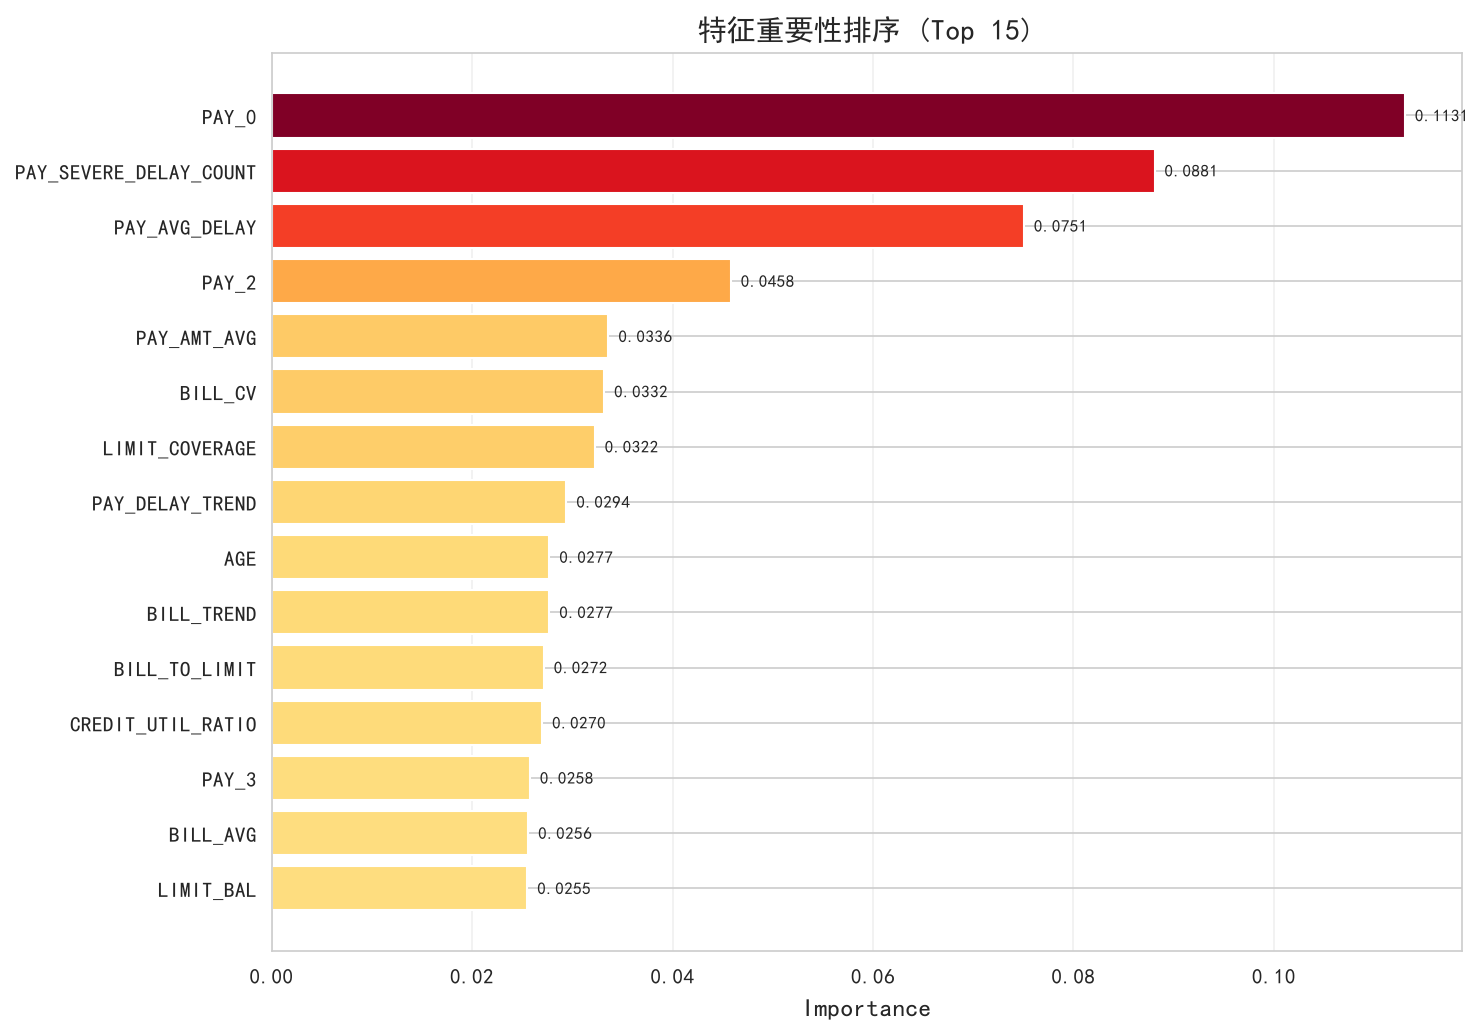 特征重要性排序 (Top 15)
PAY_0 0.1131
PAY_SEVERE_DELAY_COUNT 0.0881
PAY_AVG_DELAY 0.0751
PAY_2 0.0458
PAY_AMT_AVG 0.0336
BILL_CV 0.0332
LIMIT_COVERAGE 0.0322
PAY_DELAY_TREND 0.0294
AGE 0.0277
BILL_TREND 0.0277
BILL_TO_LIMIT 0.0272
CREDIT_UTIL_RATIO 0.0270
PAY_3 0.0258
BILL_AVG 0.0256
LIMIT_BAL 0.0255
0.00 0.02 0.04 0.06 0.08 0.10
Importance